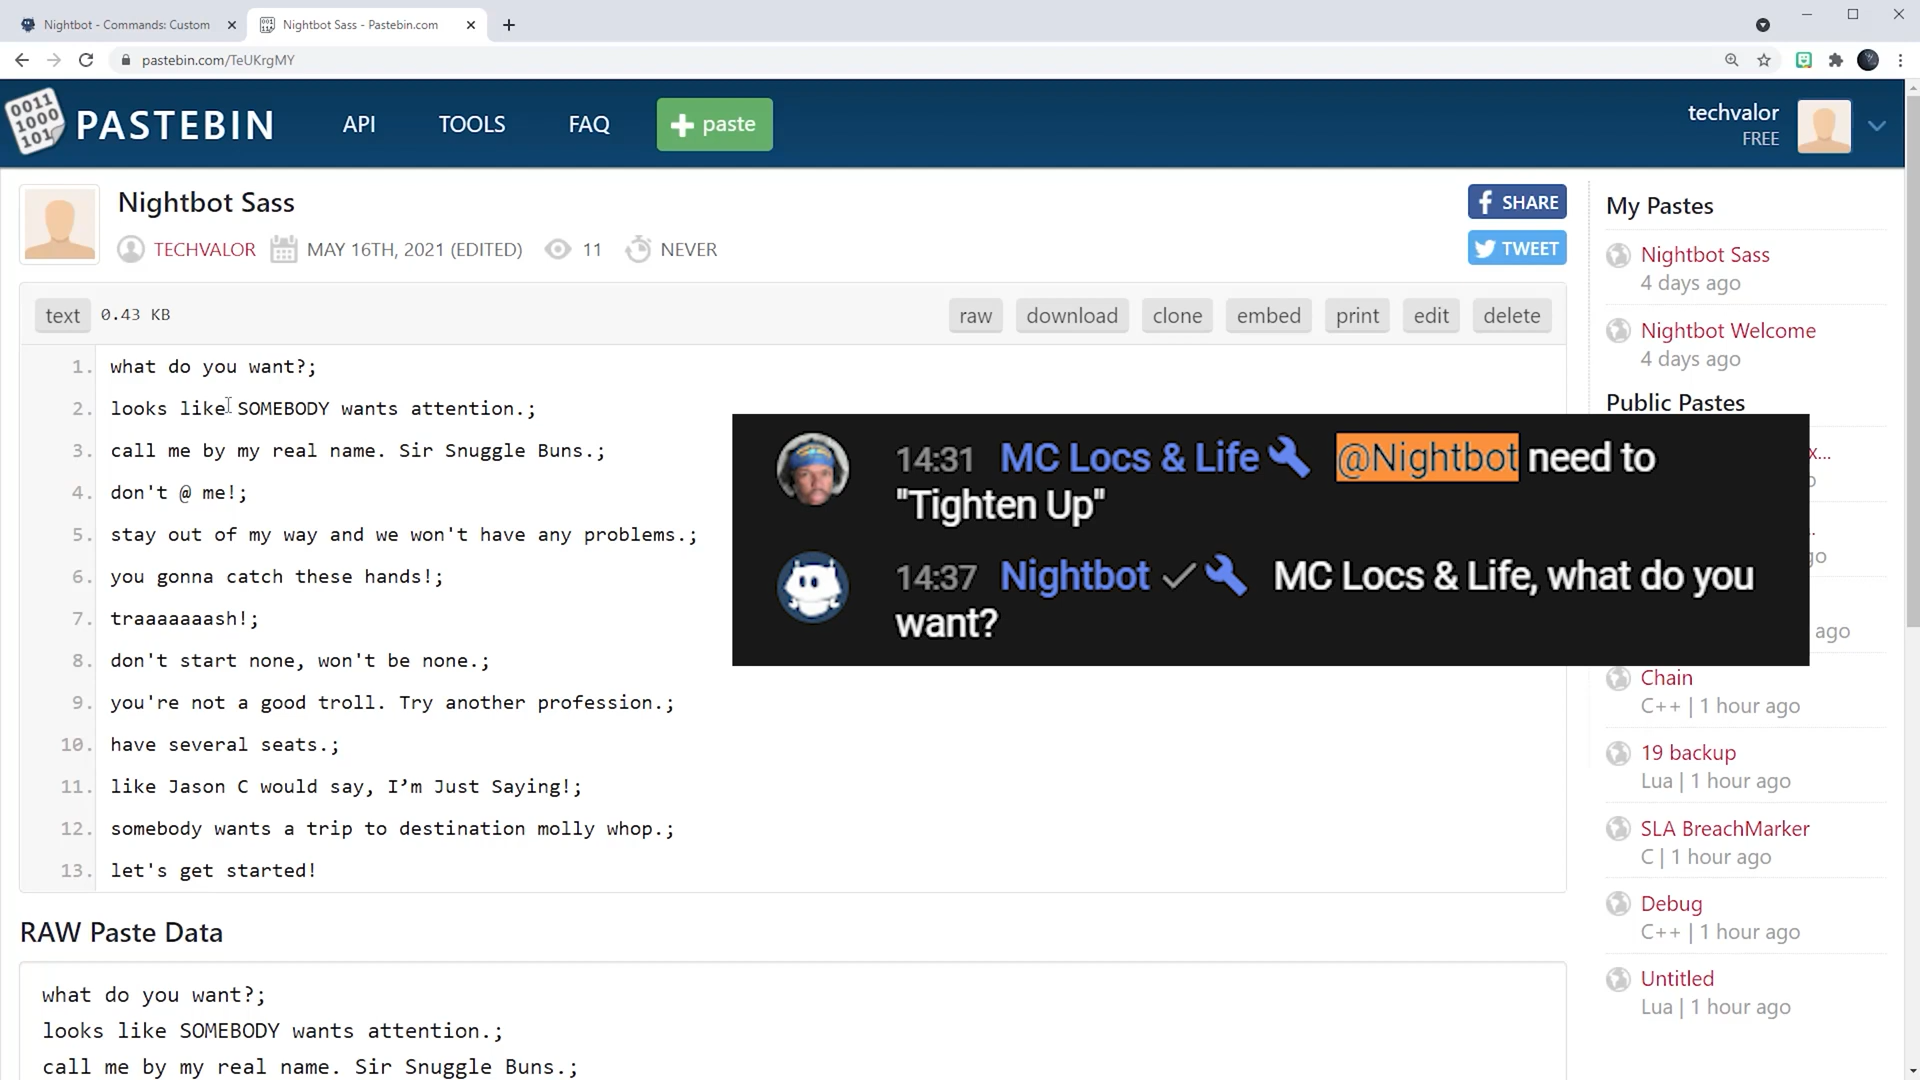 Nightbot - Commands: Custom
Nightbot Sass - Pastebin.com
pastebin.com/TeUKrgMY
0011
1000
101
PASTEBIN
API
TOOLS
FAQ
paste
techvalor
FREE
Nightbot Sass
TECHVALOR
MAY 16TH, 2021 (EDITED)
11
NEVER
SHARE
TWEET
My Pastes
Nightbot Sass
4 days ago
Nightbot Welcome
4 days ago
Public Pastes
text
0.43 KB
raw
download
clone
embed
print
edit
delete
1. what do you want?;
2. looks like SOMEBODY wants attention.;
3. call me by my real name. Sir Snuggle Buns.;
4. don't @ me!;
5. stay out of my way and we won't have any problems.;
6. you gonna catch these hands!;
7. traaaaaaash!;
8. don't start none, won't be none.;
9. you're not a good troll. Try another profession.;
10. have several seats.;
11. like Jason C would say, I’m Just Saying!;
12. somebody wants a trip to destination molly whop.;
13. let's get started!
14:31 MC Locs & Life @Nightbot need to
"Tighten Up"
14:37 Nightbot MC Locs & Life, what do you
want?
ago
Chain
C++ | 1 hour ago
19 backup
Lua | 1 hour ago
SLA BreachMarker
C | 1 hour ago
Debug
C++ | 1 hour ago
Untitled
Lua | 1 hour ago
RAW Paste Data
what do you want?;
looks like SOMEBODY wants attention.;
call me by my real name. Sir Snuggle Buns.;